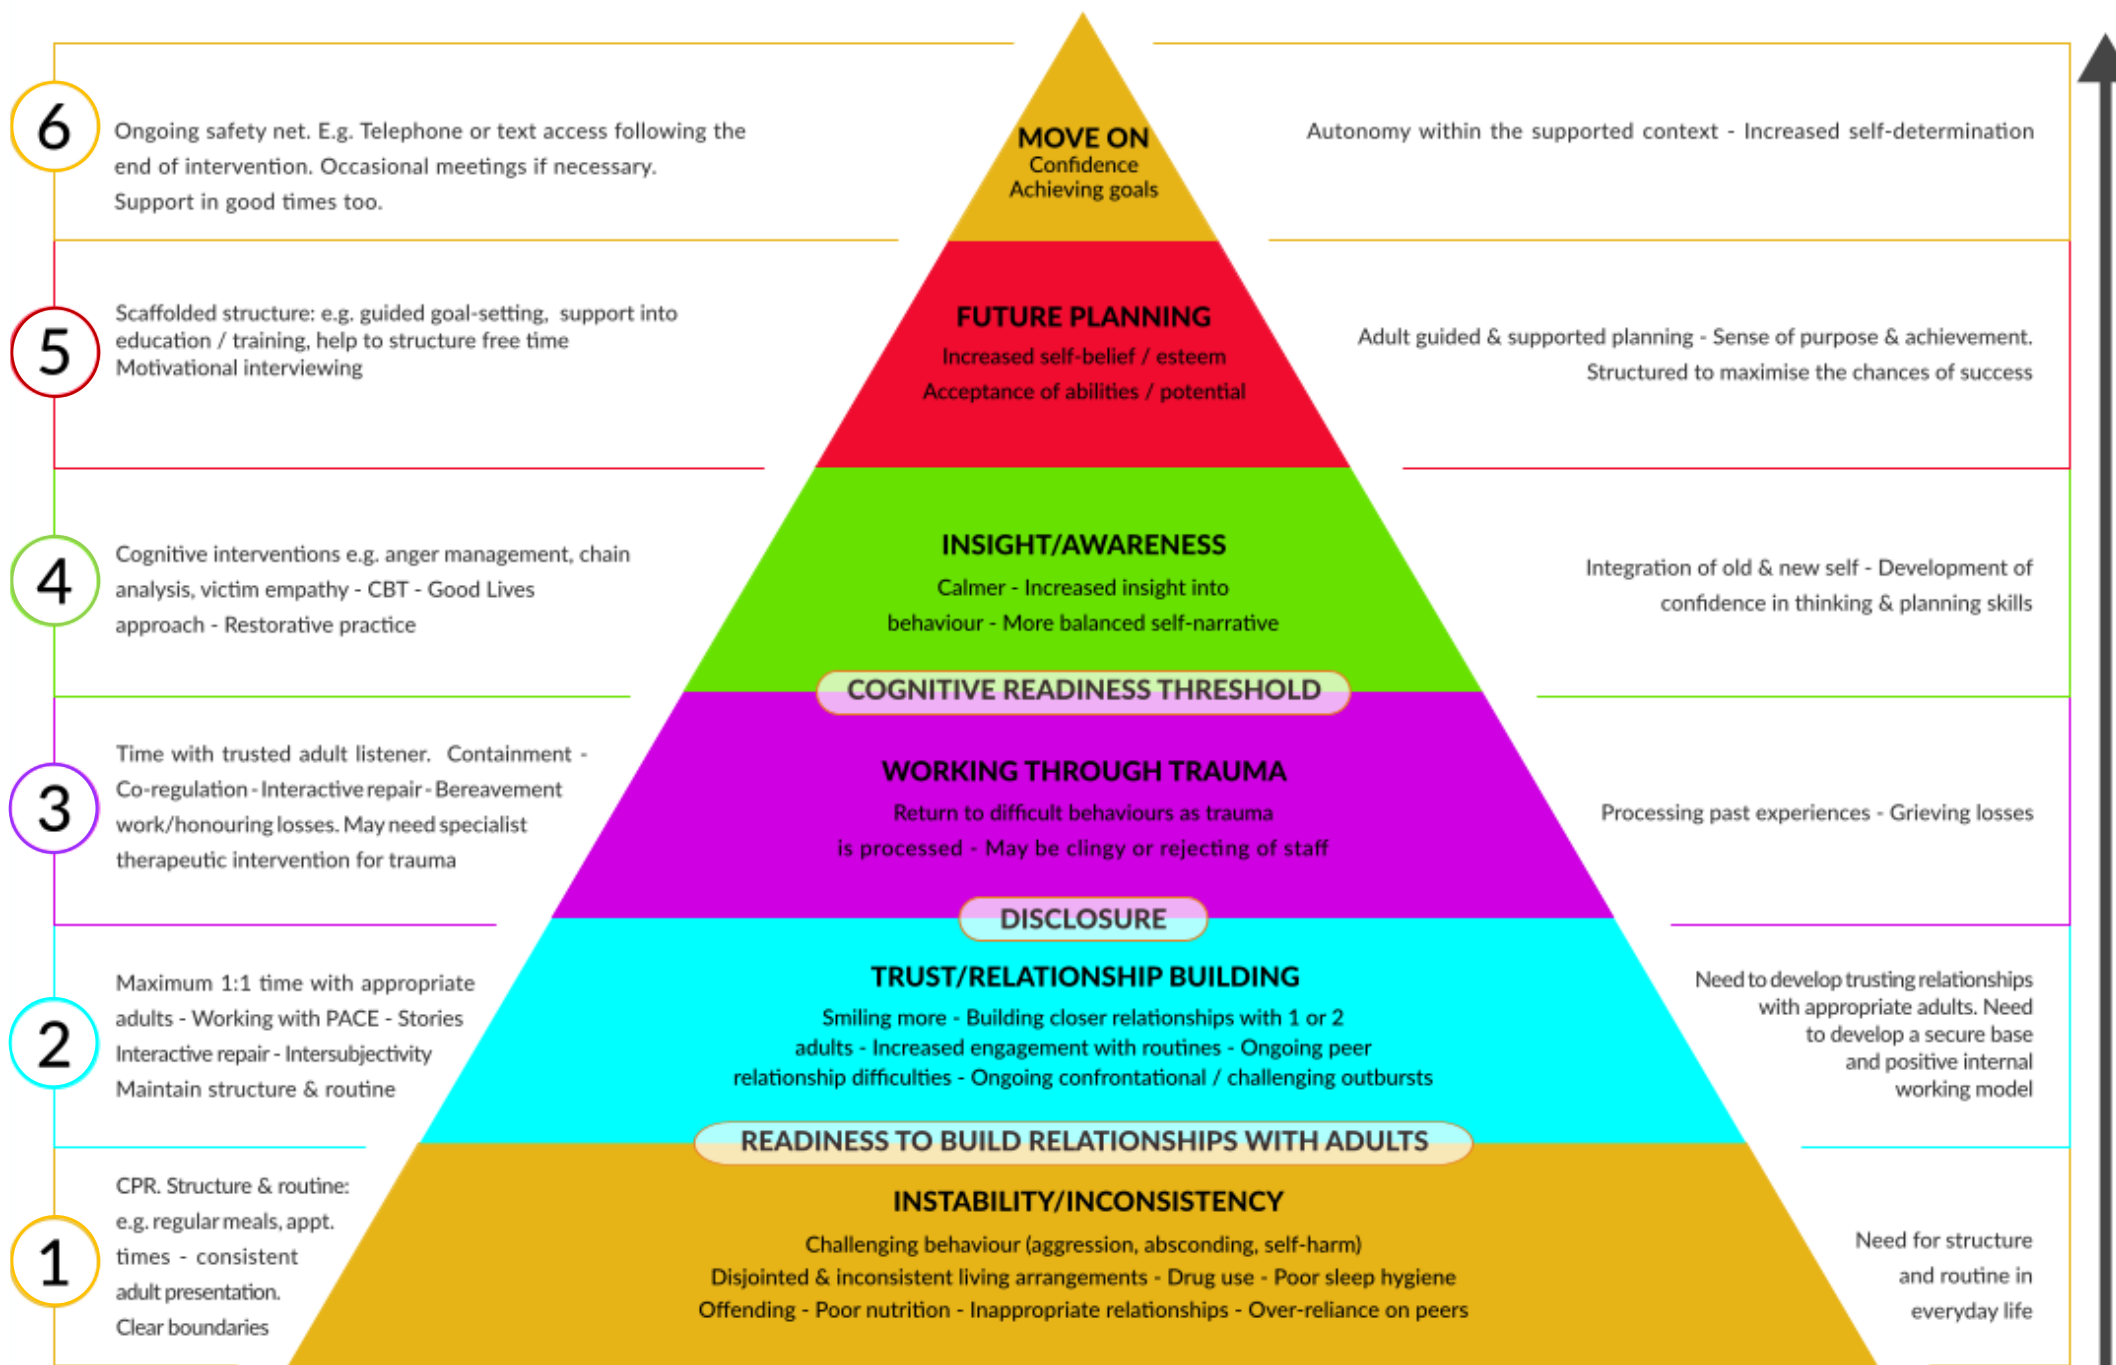 6
Ongoing safety net. E.g. Telephone or text access following the
end of intervention. Occasional meetings if necessary.
Support in good times too.
MOVE ON
Confidence
Achieving goals
Autonomy within the supported context - Increased self-determination
5
Scaffolded structure: e.g. guided goal-setting, support into
education / training, help to structure free time
Motivational interviewing
FUTURE PLANNING
Increased self-belief / esteem
Acceptance of abilities / potential
Adult guided & supported planning - Sense of purpose & achievement.
Structured to maximise the chances of success
4
Cognitive interventions e.g. anger management, chain
analysis, victim empathy - CBT - Good Lives
approach - Restorative practice
INSIGHT/AWARENESS
Calmer - Increased insight into
behaviour - More balanced self-narrative
Integration of old & new self - Development of
confidence in thinking & planning skills
COGNITIVE READINESS THRESHOLD
3
Time with trusted adult listener. Containment -
Co-regulation - Interactive repair - Bereavement
work/honouring losses. May need specialist
therapeutic intervention for trauma
WORKING THROUGH TRAUMA
Return to difficult behaviours as trauma
is processed - May be clingy or rejecting of staff
Processing past experiences - Grieving losses
DISCLOSURE
2
Maximum 1:1 time with appropriate
adults - Working with PACE - Stories
Interactive repair - Intersubjectivity
Maintain structure & routine
TRUST/RELATIONSHIP BUILDING
Smiling more - Building closer relationships with 1 or 2
adults - Increased engagement with routines - Ongoing peer
relationship difficulties - Ongoing confrontational / challenging outbursts
Need to develop trusting relationships
with appropriate adults. Need
to develop a secure base
and positive internal
working model
READINESS TO BUILD RELATIONSHIPS WITH ADULTS
1
CPR. Structure & routine:
e.g. regular meals, appt.
times - consistent
adult presentation.
Clear boundaries
INSTABILITY/INCONSISTENCY
Challenging behaviour (aggression, absconding, self-harm)
Disjointed & inconsistent living arrangements - Drug use - Poor sleep hygiene
Offending - Poor nutrition - Inappropriate relationships - Over-reliance on peers
Need for structure
and routine in
everyday life